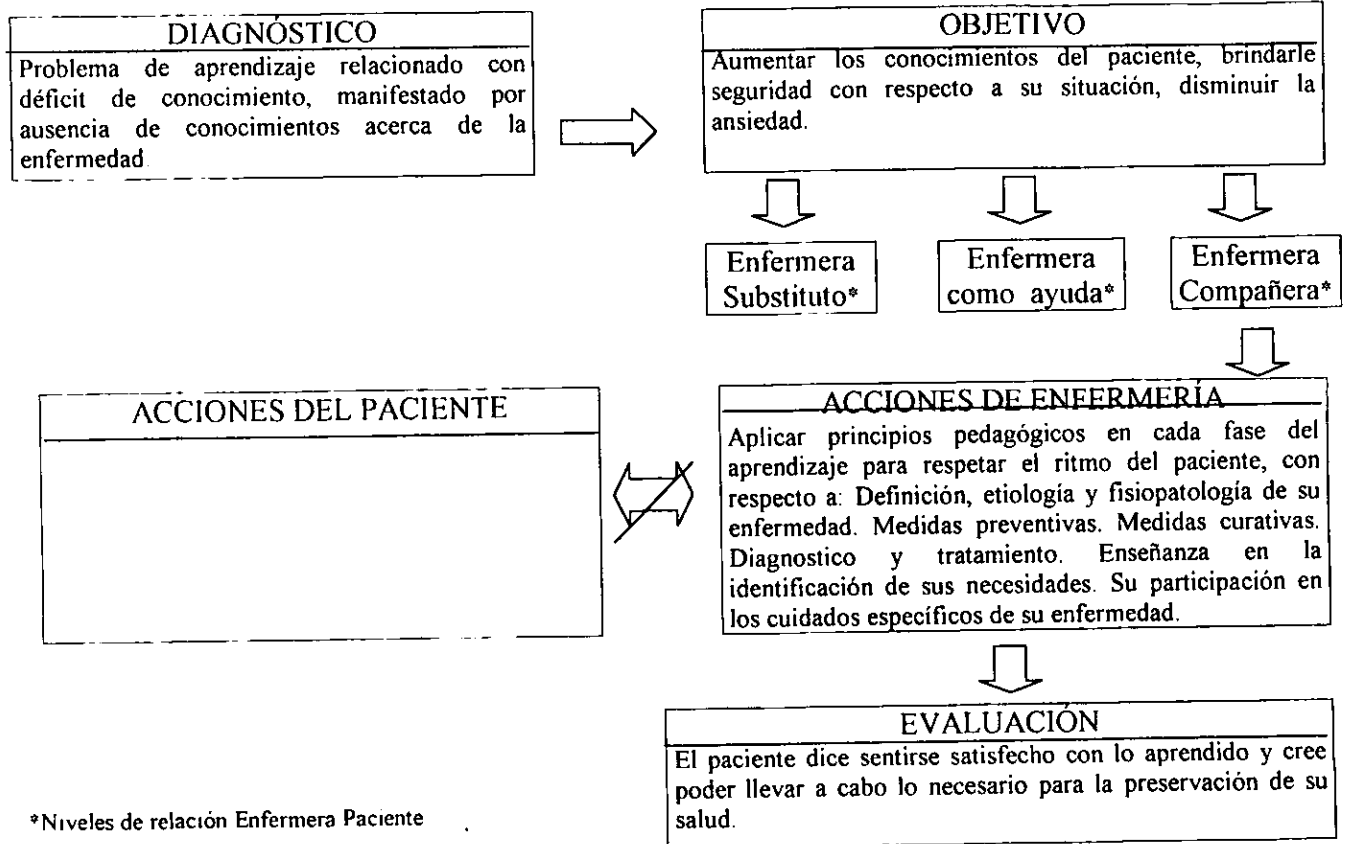 DIAGNÓSTICO
Problema de aprendizaje relacionado con
déficit de conocimiento, manifestado por
ausencia de conocimientos acerca de la
enfermedad.
OBJETIVO
Aumentar los conocimientos del paciente, brindarle
seguridad con respecto a su situación, disminuir la
ansiedad.
Enfermera
Substituto*
Enfermera
como ayuda*
Enfermera
Compañera*
ACCIONES DEL PACIENTE
ACCIONES DE ENFERMERÍA
Aplicar principios pedagógicos en cada fase del
aprendizaje para respetar el ritmo del paciente, con
respecto a: Definición, etiología y fisiopatología de su
enfermedad. Medidas preventivas. Medidas curativas.
Diagnostico y tratamiento. Enseñanza en la
identificación de sus necesidades. Su participación en
los cuidados específicos de su enfermedad.
EVALUACIÓN
El paciente dice sentirse satisfecho con lo aprendido y cree
poder llevar a cabo lo necesario para la preservación de su
salud.
*Niveles de relación Enfermera Paciente